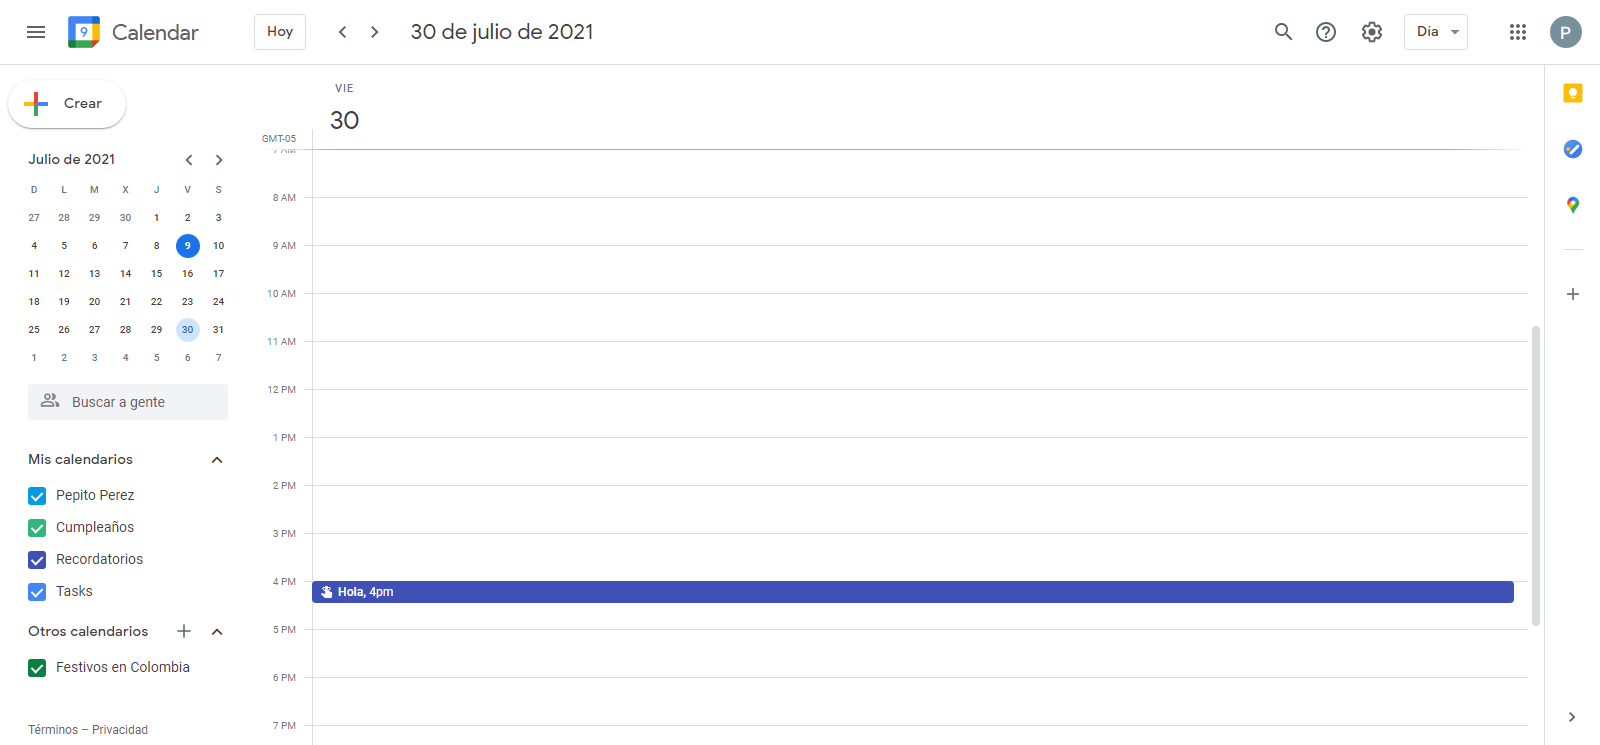 9 Calendar Hoy 30 de julio de 2021 Día P
Crear
Julio de 2021
D L M X J V S
27 28 29 30 1 2 3
4 5 6 7 8 9 10
11 12 13 14 15 16 17
18 19 20 21 22 23 24
25 26 27 28 29 30 31
1 2 3 4 5 6 7
Buscar a gente
Mis calendarios
Pepito Perez
Cumpleaños
Recordatorios
Tasks
Otros calendarios
Festivos en Colombia
Términos – Privacidad
VIE
30
GMT-05
7 AM
8 AM
9 AM
10 AM
11 AM
12 PM
1 PM
2 PM
3 PM
4 PM
Hola, 4pm
5 PM
6 PM
7 PM